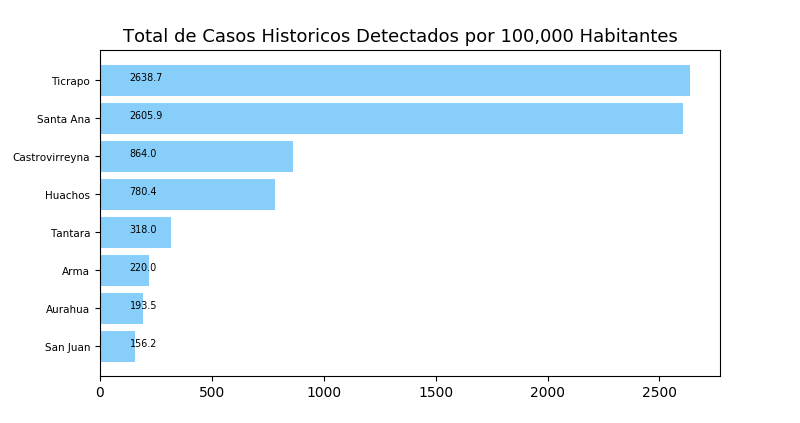 Total de Casos Historicos Detectados por 100,000 Habitantes
Ticrapo 2638.7
Santa Ana 2605.9
Castrovirreyna 864.0
Huachos 780.4
Tantara 318.0
Arma 220.0
Aurahua 193.5
San Juan 156.2
0 500 1000 1500 2000 2500